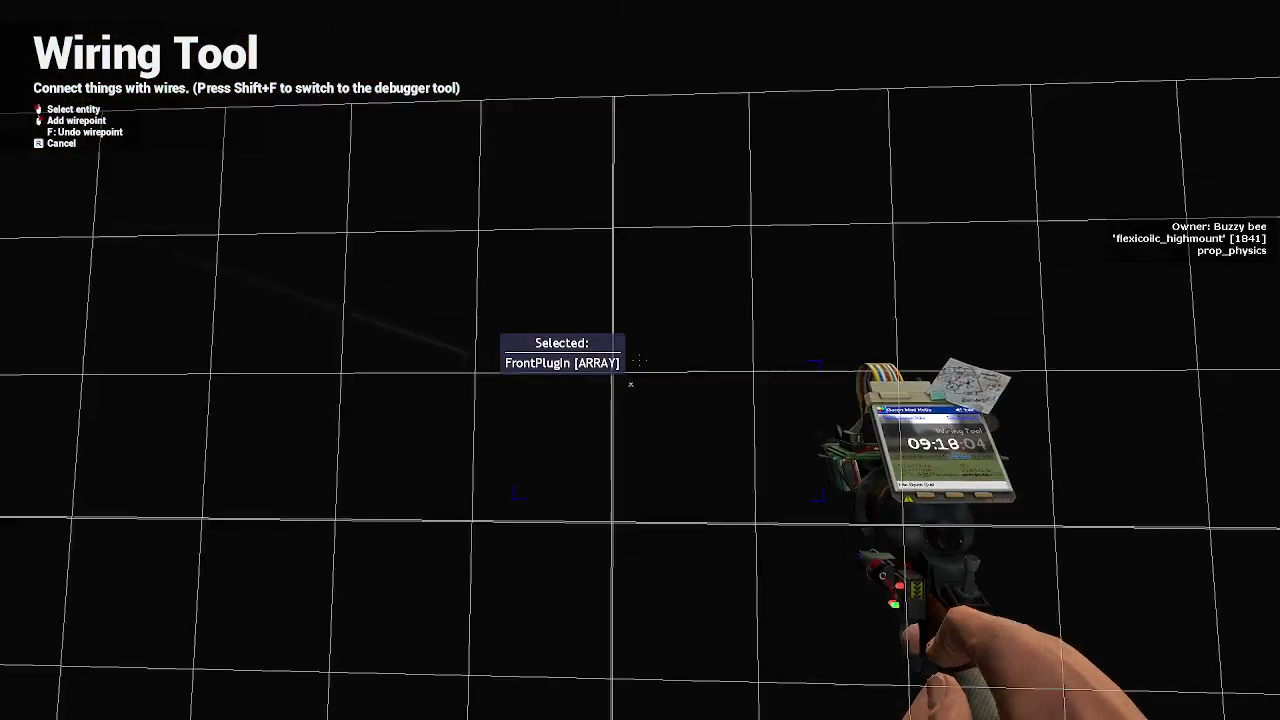 Wiring Tool
Connect things with wires. (Press Shift+F to switch to the debugger tool)
Select entity
Add wirepoint
F: Undo wirepoint
R Cancel
Owner: Buzzy bee
'flexicoilc_highmount' [1841]
prop_physics
Selected:
FrontPlugIn [ARRAY]
Wiring Tool
09:18:04